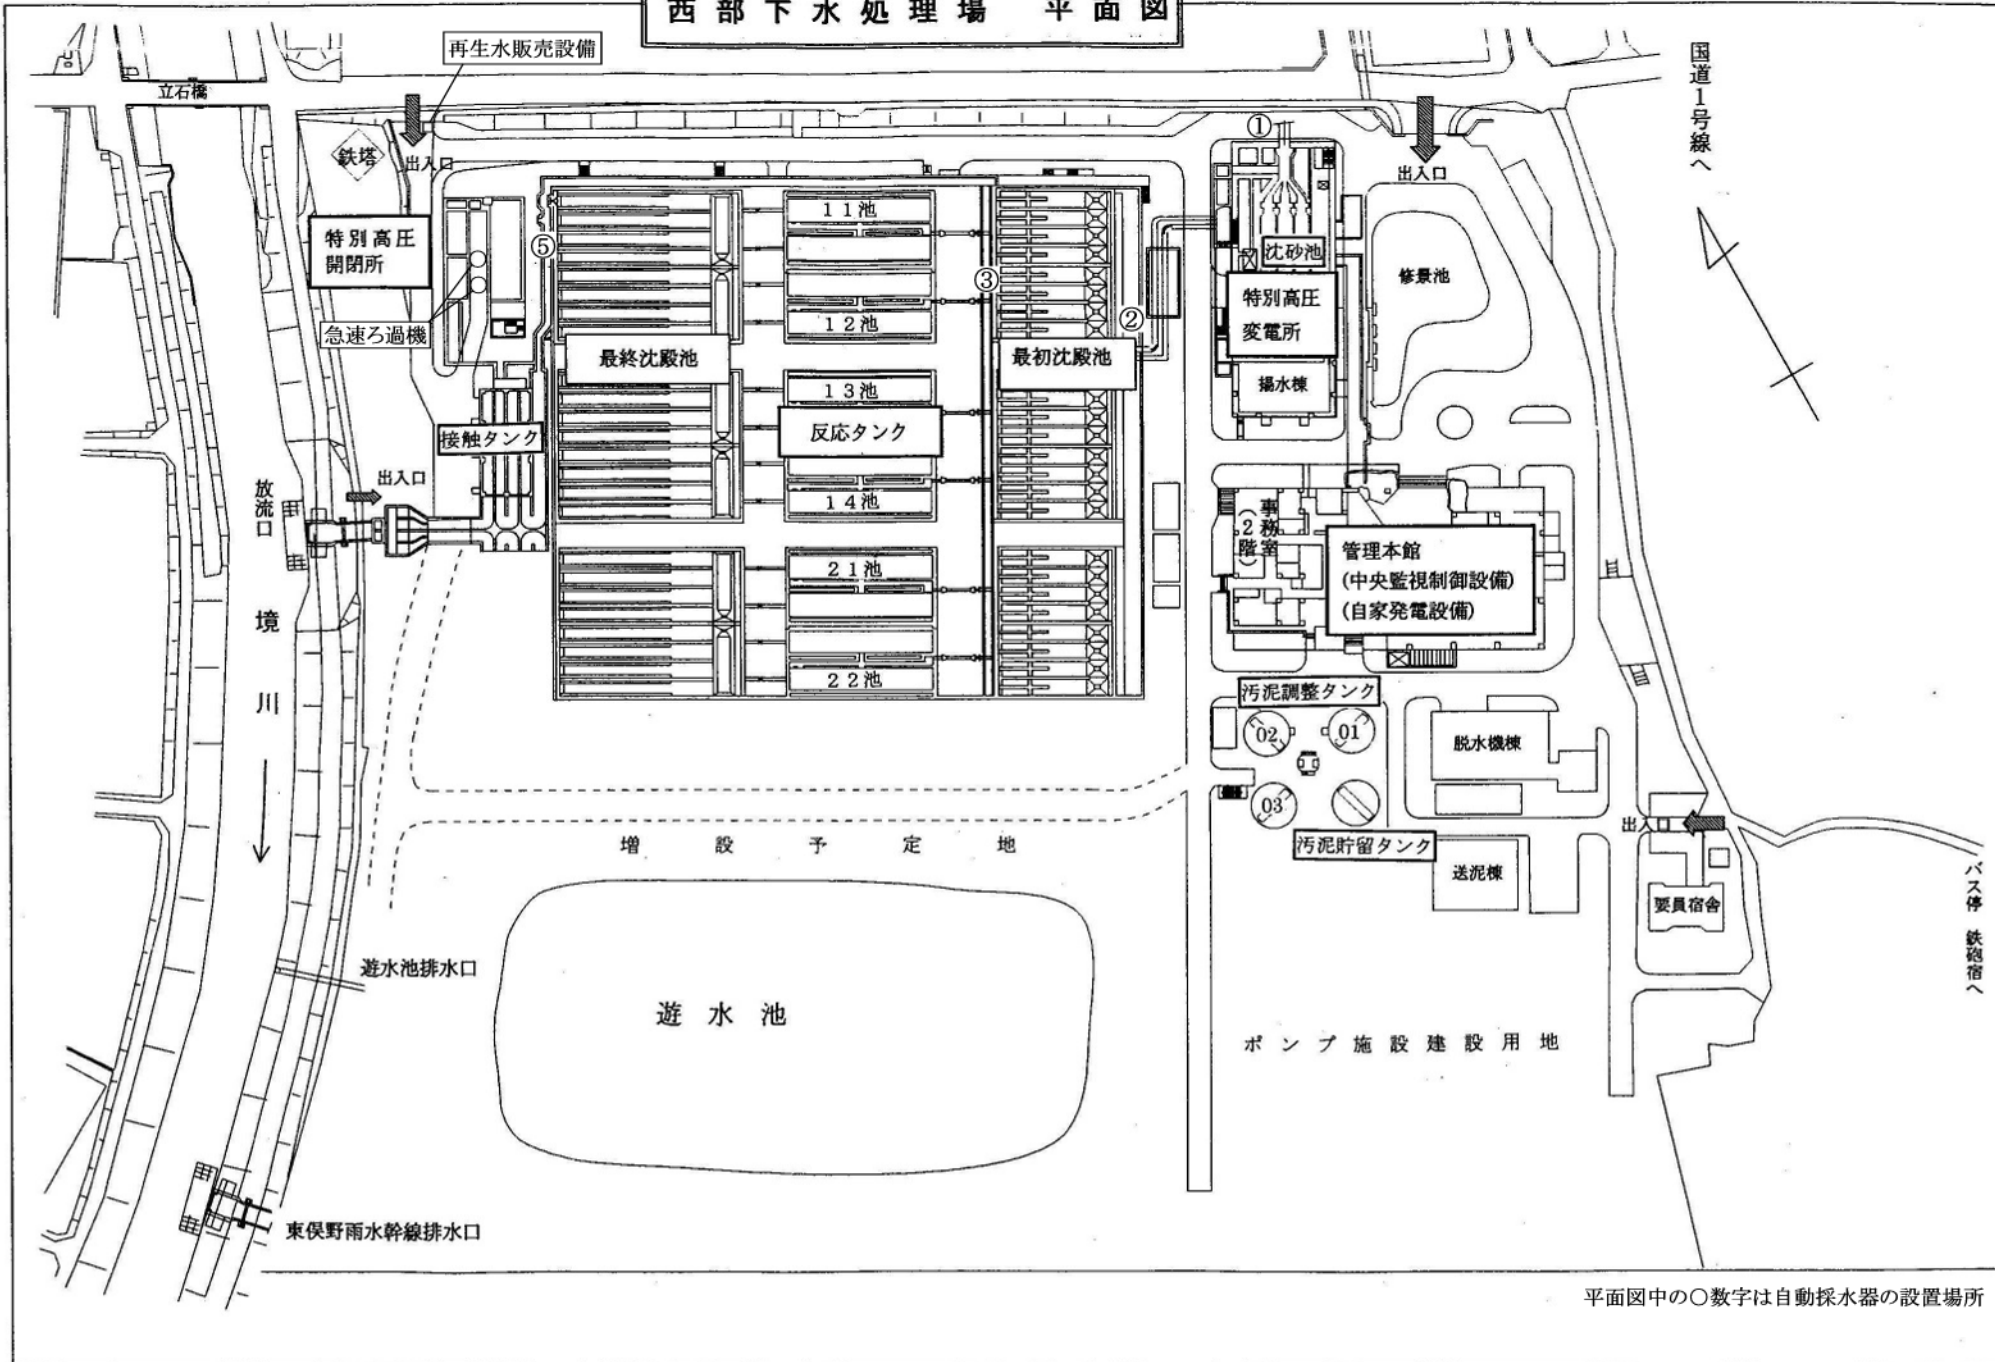 西部下水処理場 平面図
再生水販売設備
国道1号線へ
立石橋
①
鉄塔
出入口
出入口
11池
特別高圧
開閉所
⑤
沈砂池
修景池
③
特別高圧
変電所
急速ろ過機
12池
②
最終沈殿池
最初沈殿池
揚水棟
13池
接触タンク
反応タンク
出入口
放流口
14池
事務室
(2階)
管理本館
(中央監視制御設備)
(自家発電設備)
21池
境川
22池
汚泥調整タンク
02
01
脱水機棟
03
出入
増設予定地
汚泥貯留タンク
送泥棟
バス停 鉄砲宿へ
要員宿舎
遊水池排水口
遊水池
ポンプ施設建設用地
東俣野雨水幹線排水口
平面図中の〇数字は自動採水器の設置場所